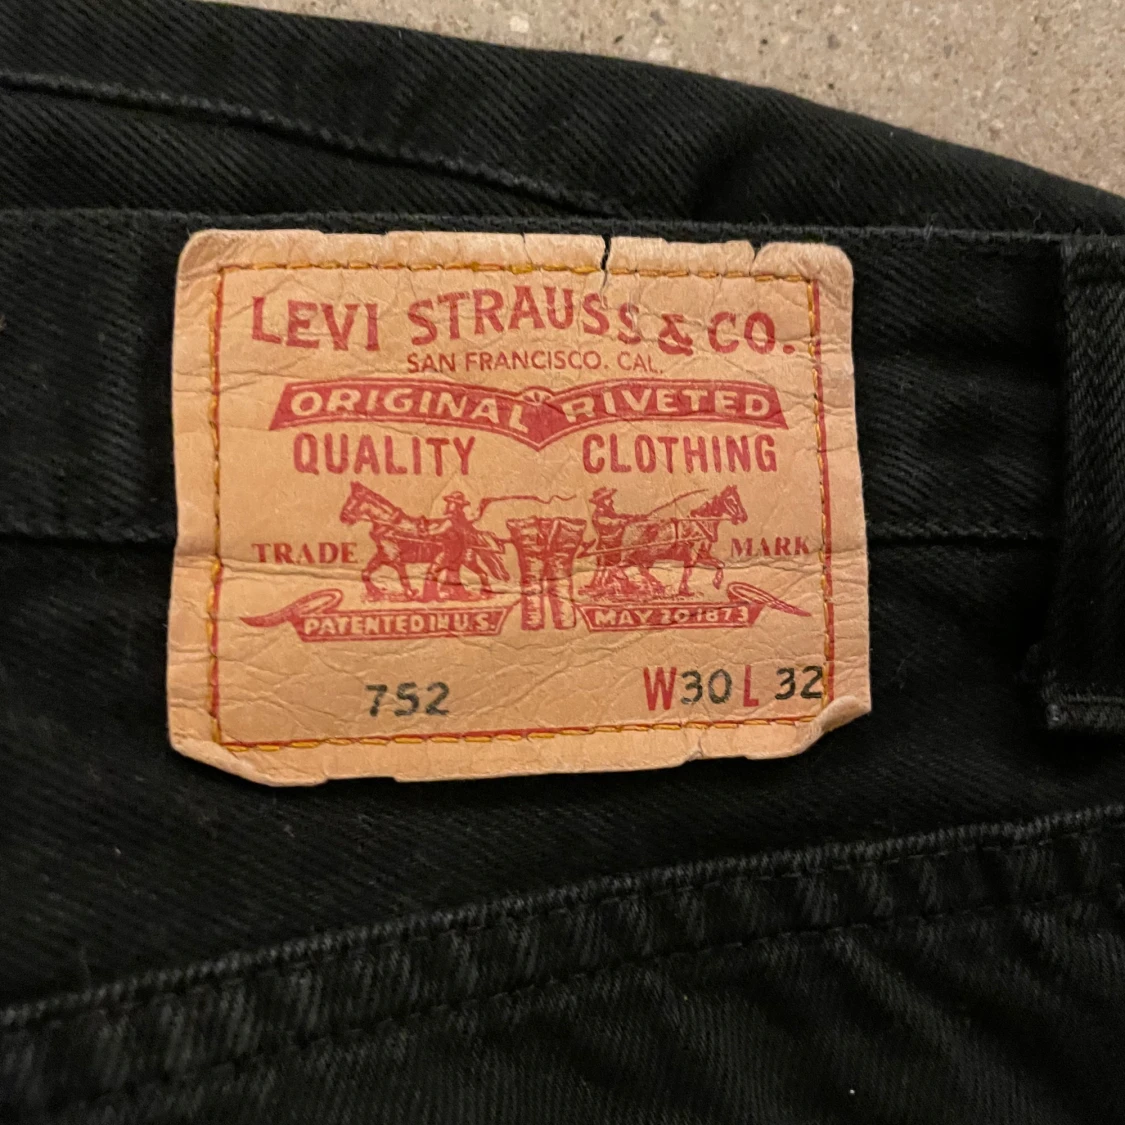 LEVI STRAUSS & CO.
SAN FRANCISCO. CAL.
ORIGINAL RIVETED
QUALITY CLOTHING
TRADE MARK
PATENTED IN U.S. MAY 20 1873
752 W30 L 32